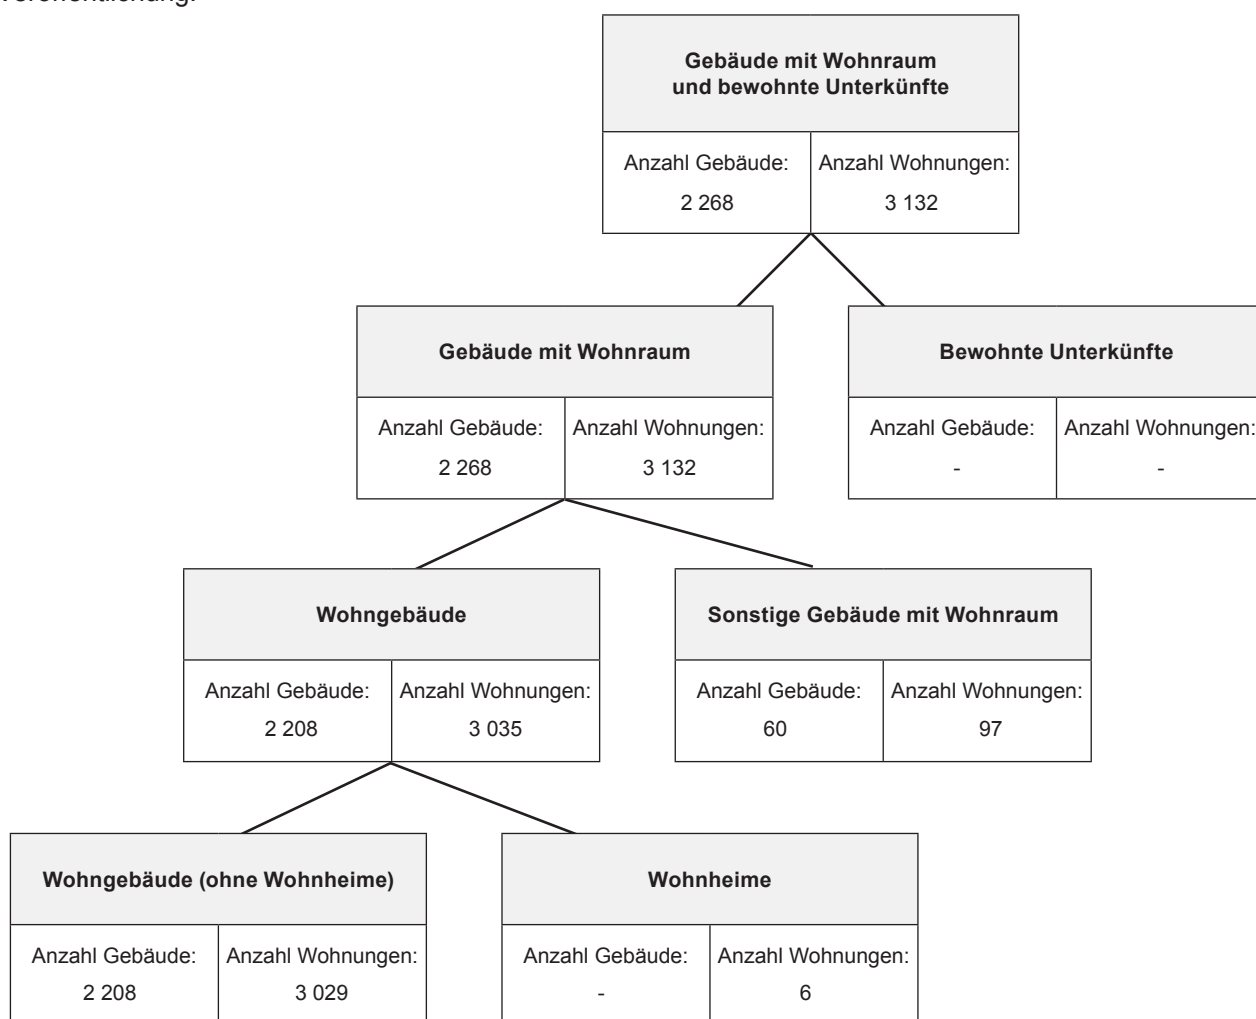 Veröffentlichung.
Gebäude mit Wohnraum
und bewohnte Unterkünfte
Anzahl Gebäude:
2 268
Anzahl Wohnungen:
3 132
Gebäude mit Wohnraum
Anzahl Gebäude:
2 268
Anzahl Wohnungen:
3 132
Bewohnte Unterkünfte
Anzahl Gebäude:
-
Anzahl Wohnungen:
-
Wohngebäude
Anzahl Gebäude:
2 208
Anzahl Wohnungen:
3 035
Sonstige Gebäude mit Wohnraum
Anzahl Gebäude:
60
Anzahl Wohnungen:
97
Wohngebäude (ohne Wohnheime)
Anzahl Gebäude:
2 208
Anzahl Wohnungen:
3 029
Wohnheime
Anzahl Gebäude:
-
Anzahl Wohnungen:
6